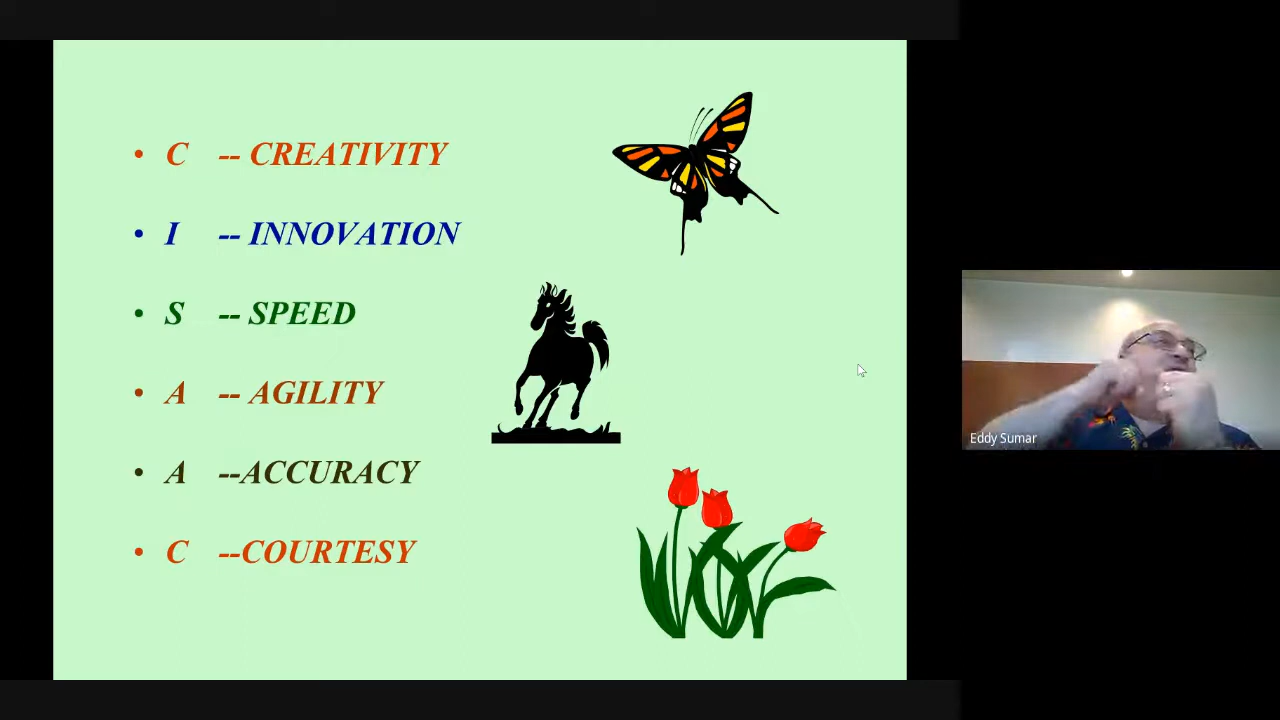 • C -- CREATIVITY
• I -- INNOVATION
• S -- SPEED
• A -- AGILITY
• A --ACCURACY
• C --COURTESY
Eddy Sumar